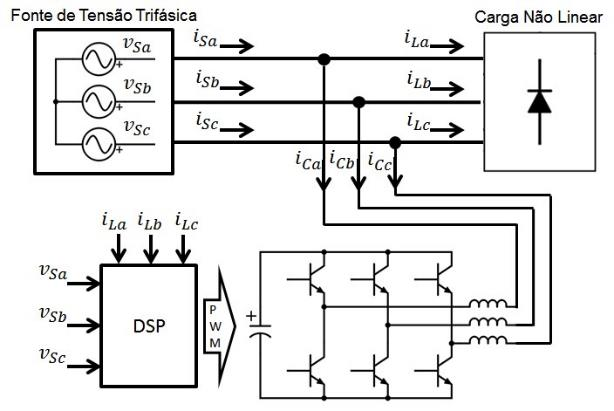 Fonte de Tensão Trifásica
Carga Não Linear
vSa
vSb
vSc
iSa
iSb
iSc
iLa
iLb
iLc
iCa iCb iCc
iLa iLb iLc
vSa
vSb
vSc
DSP
PWM